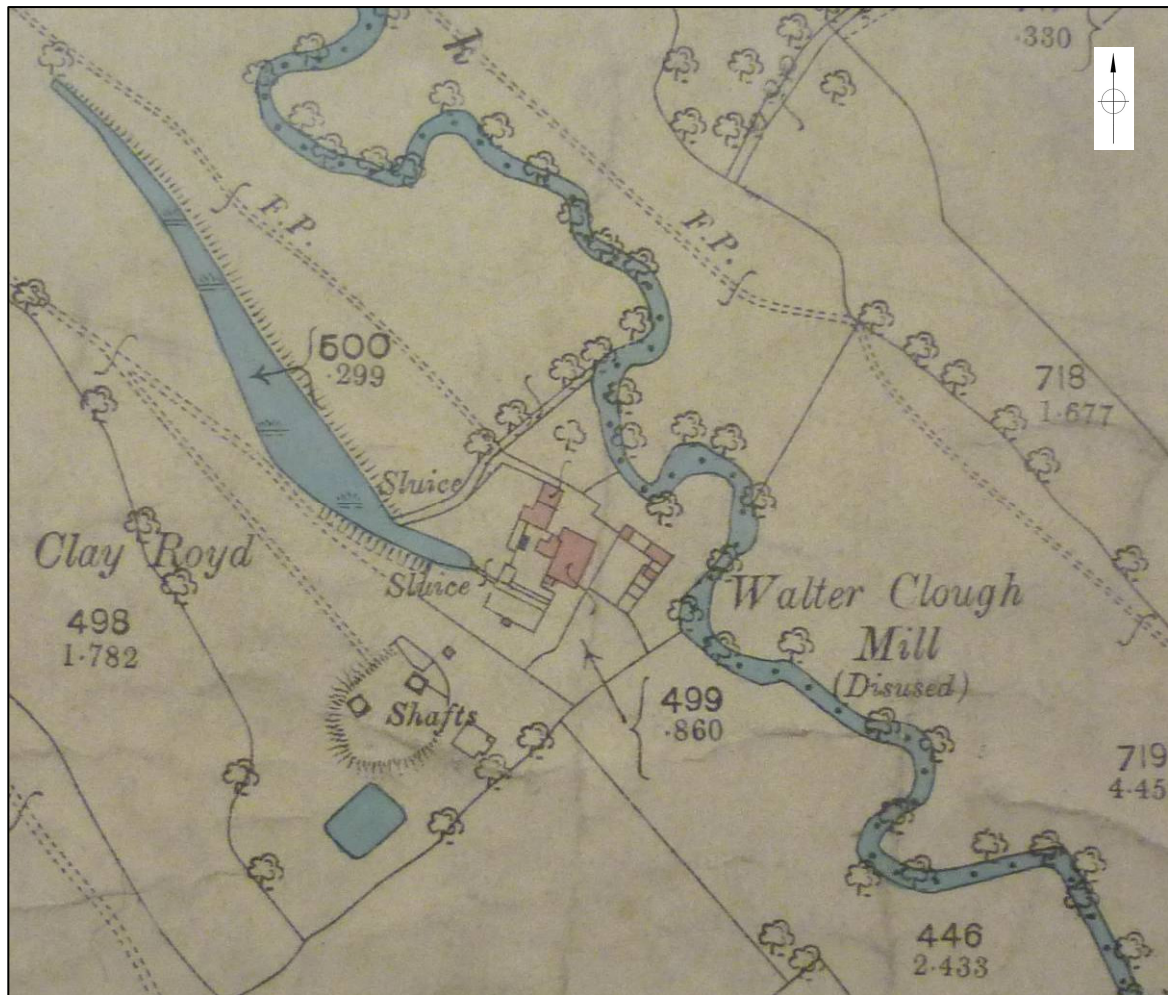 ·330
F.P.
F.P.
500
·299
718
1·677
Sluice
Clay Royd
Sluice
498
1·782
Walter Clough
Mill
(Disused)
Shafts
499
·860
719
4·45
446
2·433